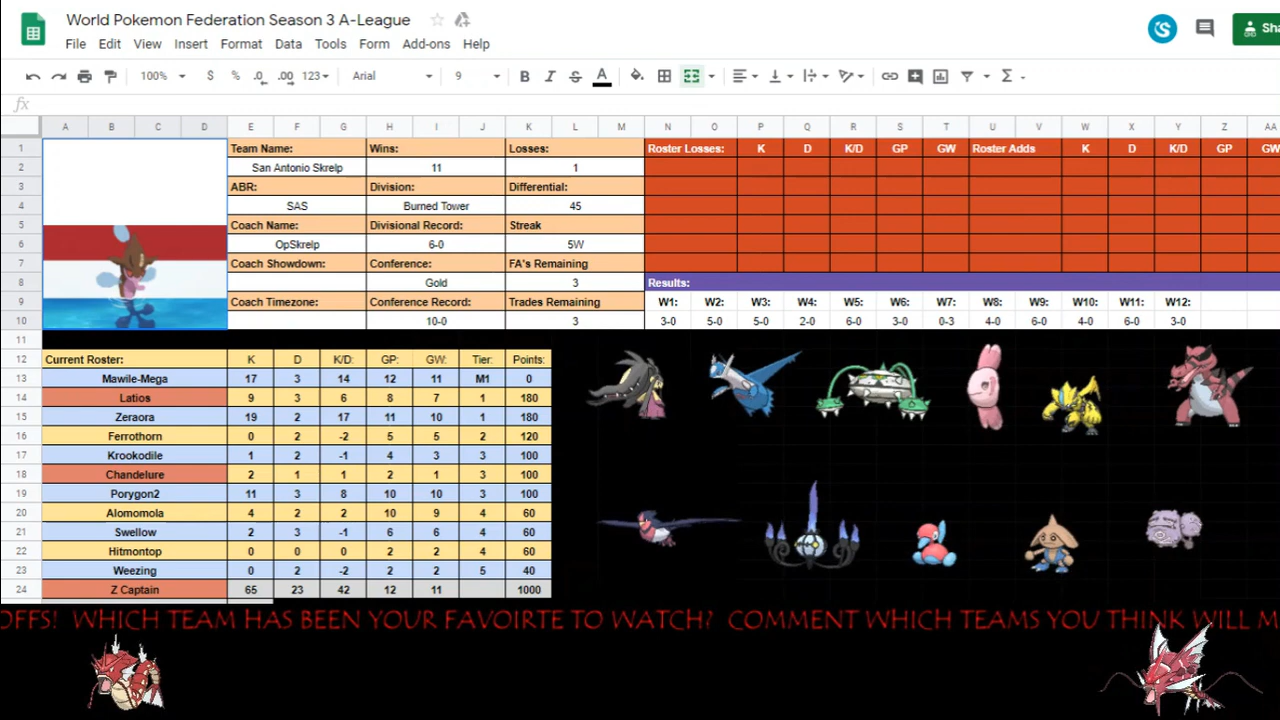 World Pokemon Federation Season 3 A-League
File Edit View Insert Format Data Tools Form Add-ons Help
100% $ % .0 .00 123 Arial 9 B I S A Σ
Sha
fx
A B C D E F G H I J K L M N O P Q R S T U V W X Y Z AA
1 Team Name: Wins: Losses: Roster Losses: K D K/D GP GW Roster Adds K D K/D GP GW
2 San Antonio Skrelp 11 1
3 ABR: Division: Differential:
4 SAS Burned Tower 45
5 Coach Name: Divisional Record: Streak
6 OpSkrelp 6-0 5W
7 Coach Showdown: Conference: FA's Remaining
8 Gold 3 Results:
9 Coach Timezone: Conference Record: Trades Remaining W1: W2: W3: W4: W5: W6: W7: W8: W9: W10: W11: W12:
10 10-0 3 3-0 5-0 5-0 2-0 6-0 3-0 0-3 4-0 6-0 4-0 6-0 3-0
11
12 Current Roster: K D K/D: GP: GW: Tier: Points:
13 Mawile-Mega 17 3 14 12 11 M1 0
14 Latios 9 3 6 8 7 1 180
15 Zeraora 19 2 17 11 10 1 180
16 Ferrothorn 0 2 -2 5 5 2 120
17 Krookodile 1 2 -1 4 3 3 100
18 Chandelure 2 1 1 2 1 3 100
19 Porygon2 11 3 8 10 10 3 100
20 Alomomola 4 2 2 10 9 4 60
21 Swellow 2 3 -1 6 6 4 60
22 Hitmontop 0 0 0 2 2 4 60
23 Weezing 0 2 -2 2 2 5 40
24 Z Captain 65 23 42 12 11 1000
OFFS! WHICH TEAM HAS BEEN YOUR FAVOIRTE TO WATCH? COMMENT WHICH TEAMS YOU THINK WILL M